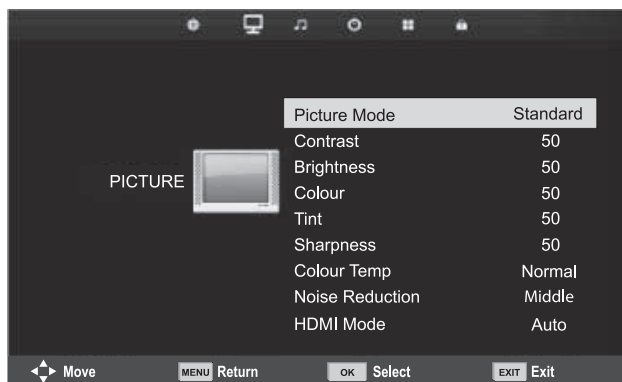 Picture Mode Standard
Contrast 50
Brightness 50
PICTURE
Colour 50
Tint 50
Sharpness 50
Colour Temp Normal
Noise Reduction Middle
HDMI Mode Auto
Move MENU Return OK Select EXIT Exit